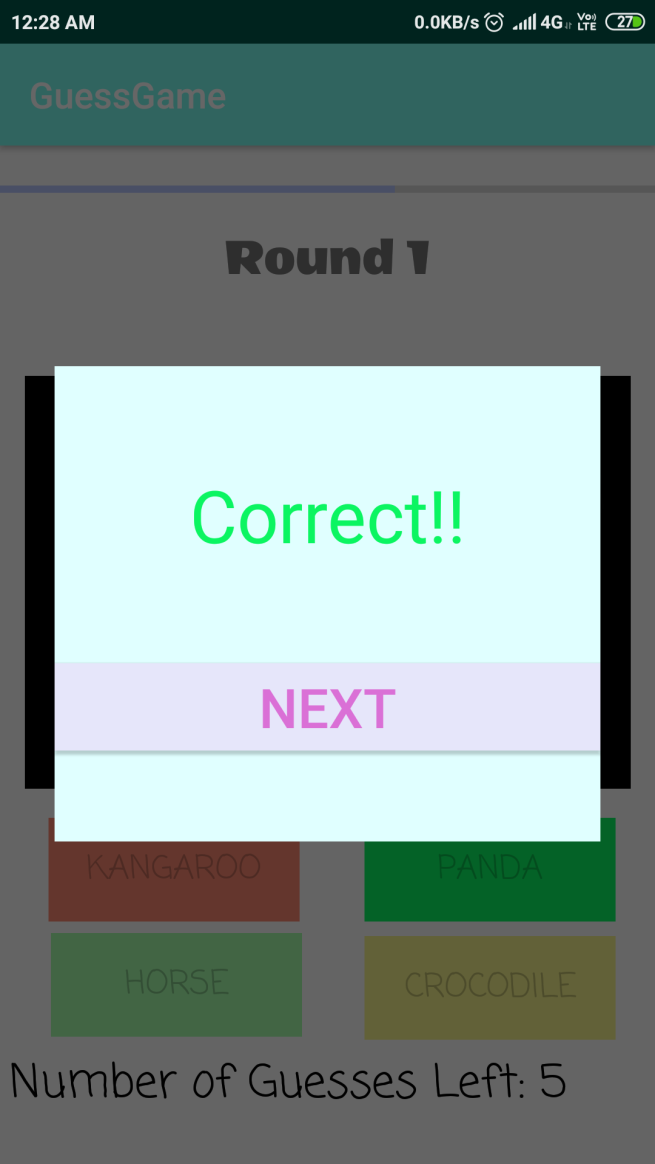 12:28 AM 0.0KB/s 4G Vo)) LTE 27
GuessGame
Round 1
Correct!!
NEXT
KANGAROO PANDA
HORSE CROCODILE
Number of Guesses Left: 5